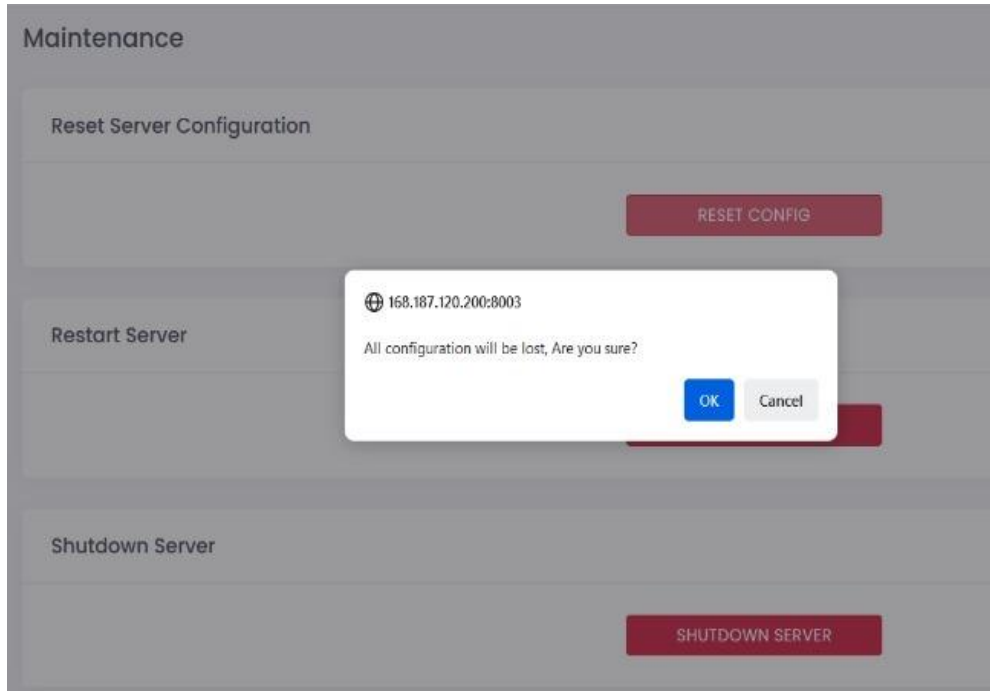 Maintenance
Reset Server Configuration
RESET CONFIG
168.187.120.200:8003
Restart Server
All configuration will be lost, Are you sure?
OK Cancel
Shutdown Server
SHUTDOWN SERVER